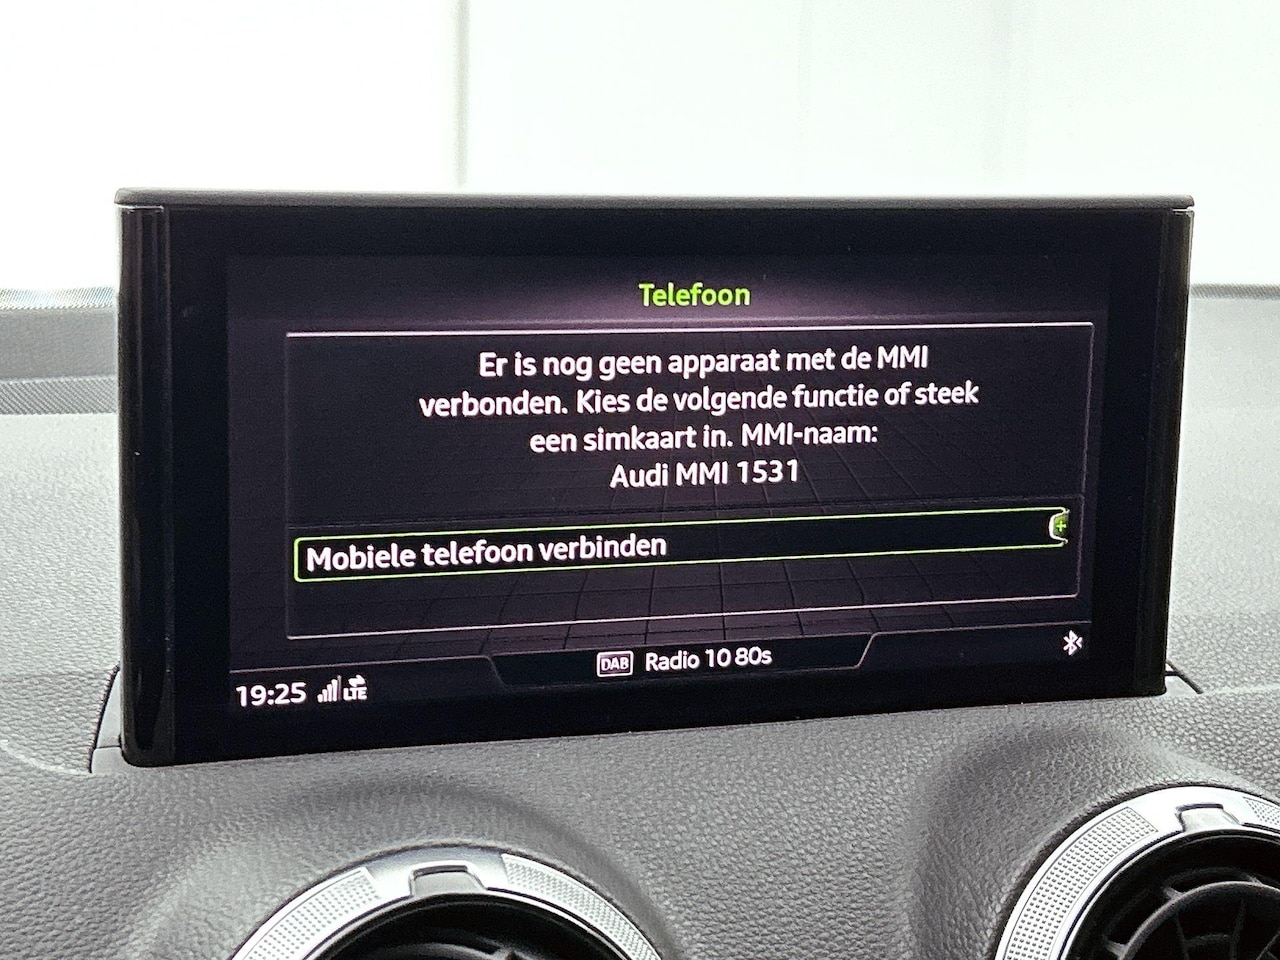 Telefoon
Er is nog geen apparaat met de MMI
verbonden. Kies de volgende functie of steek
een simkaart in. MMI-naam:
Audi MMI 1531
Mobiele telefoon verbinden
DAB Radio 10 80s
19:25 LTE